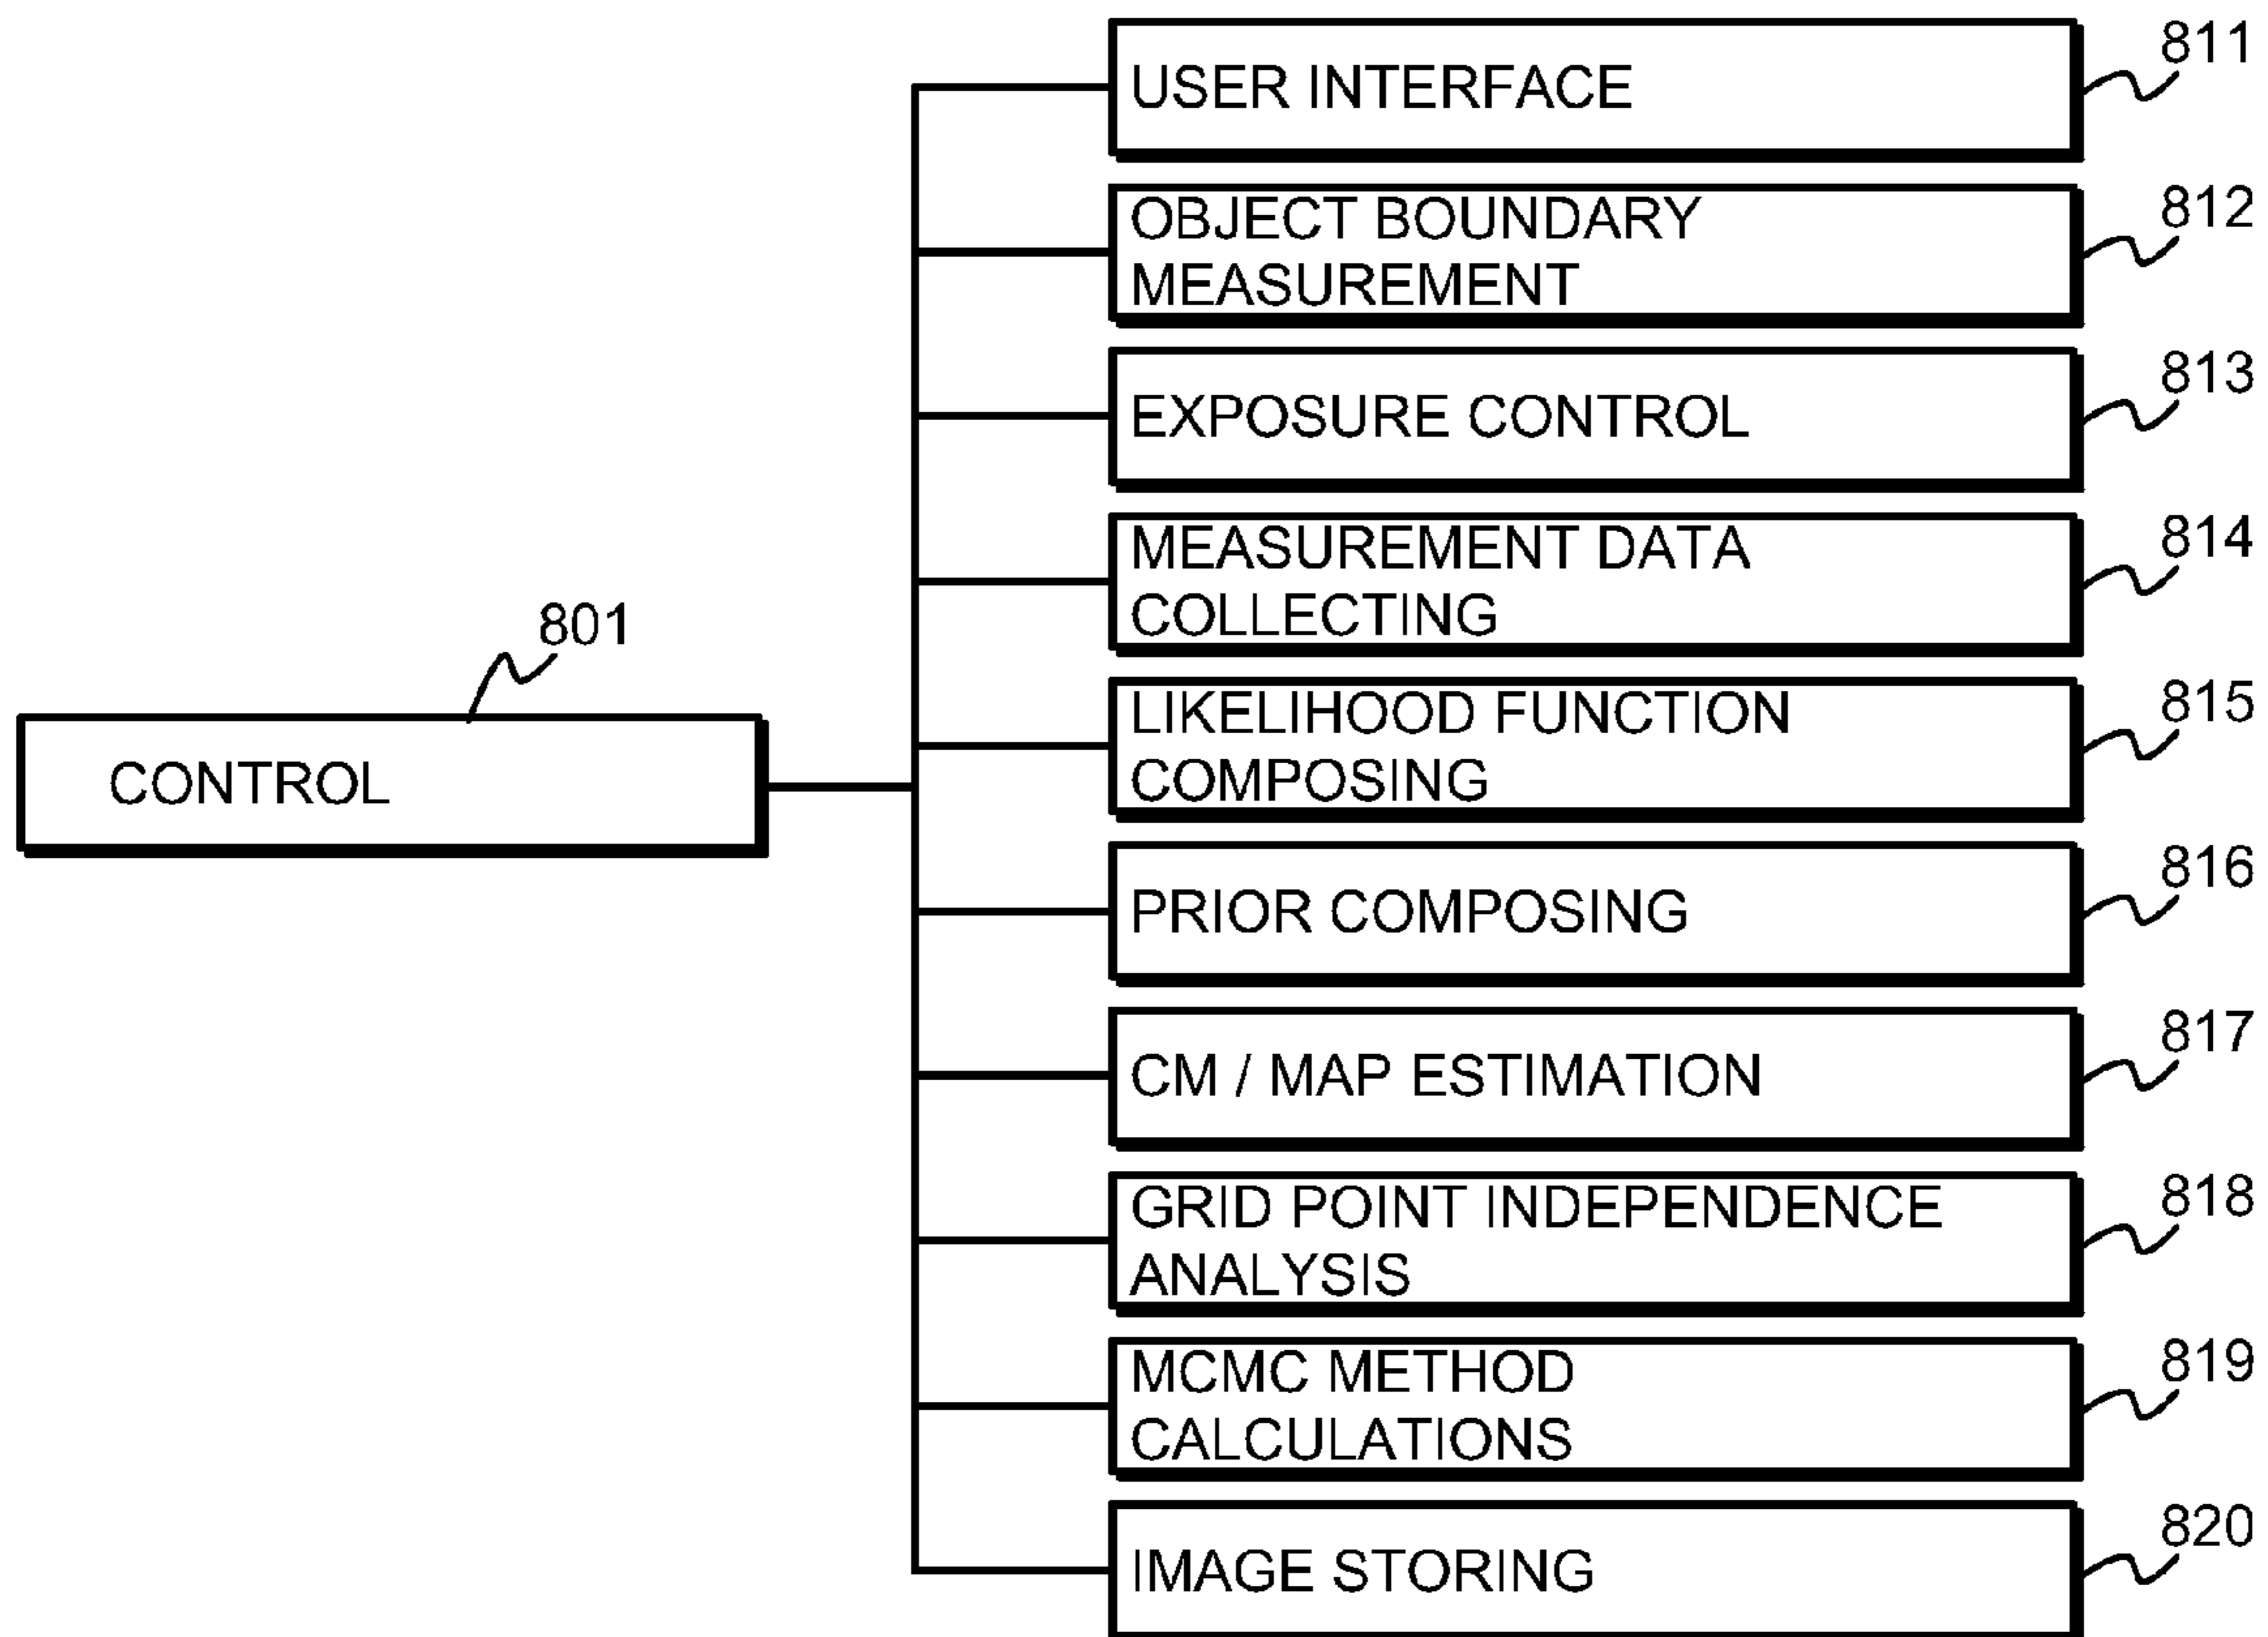 811
USER INTERFACE
812
OBJECT BOUNDARY
MEASUREMENT
813
EXPOSURE CONTROL
814
MEASUREMENT DATA
COLLECTING
801
CONTROL
815
LIKELIHOOD FUNCTION
COMPOSING
816
PRIOR COMPOSING
817
CM / MAP ESTIMATION
818
GRID POINT INDEPENDENCE
ANALYSIS
819
MCMC METHOD
CALCULATIONS
820
IMAGE STORING